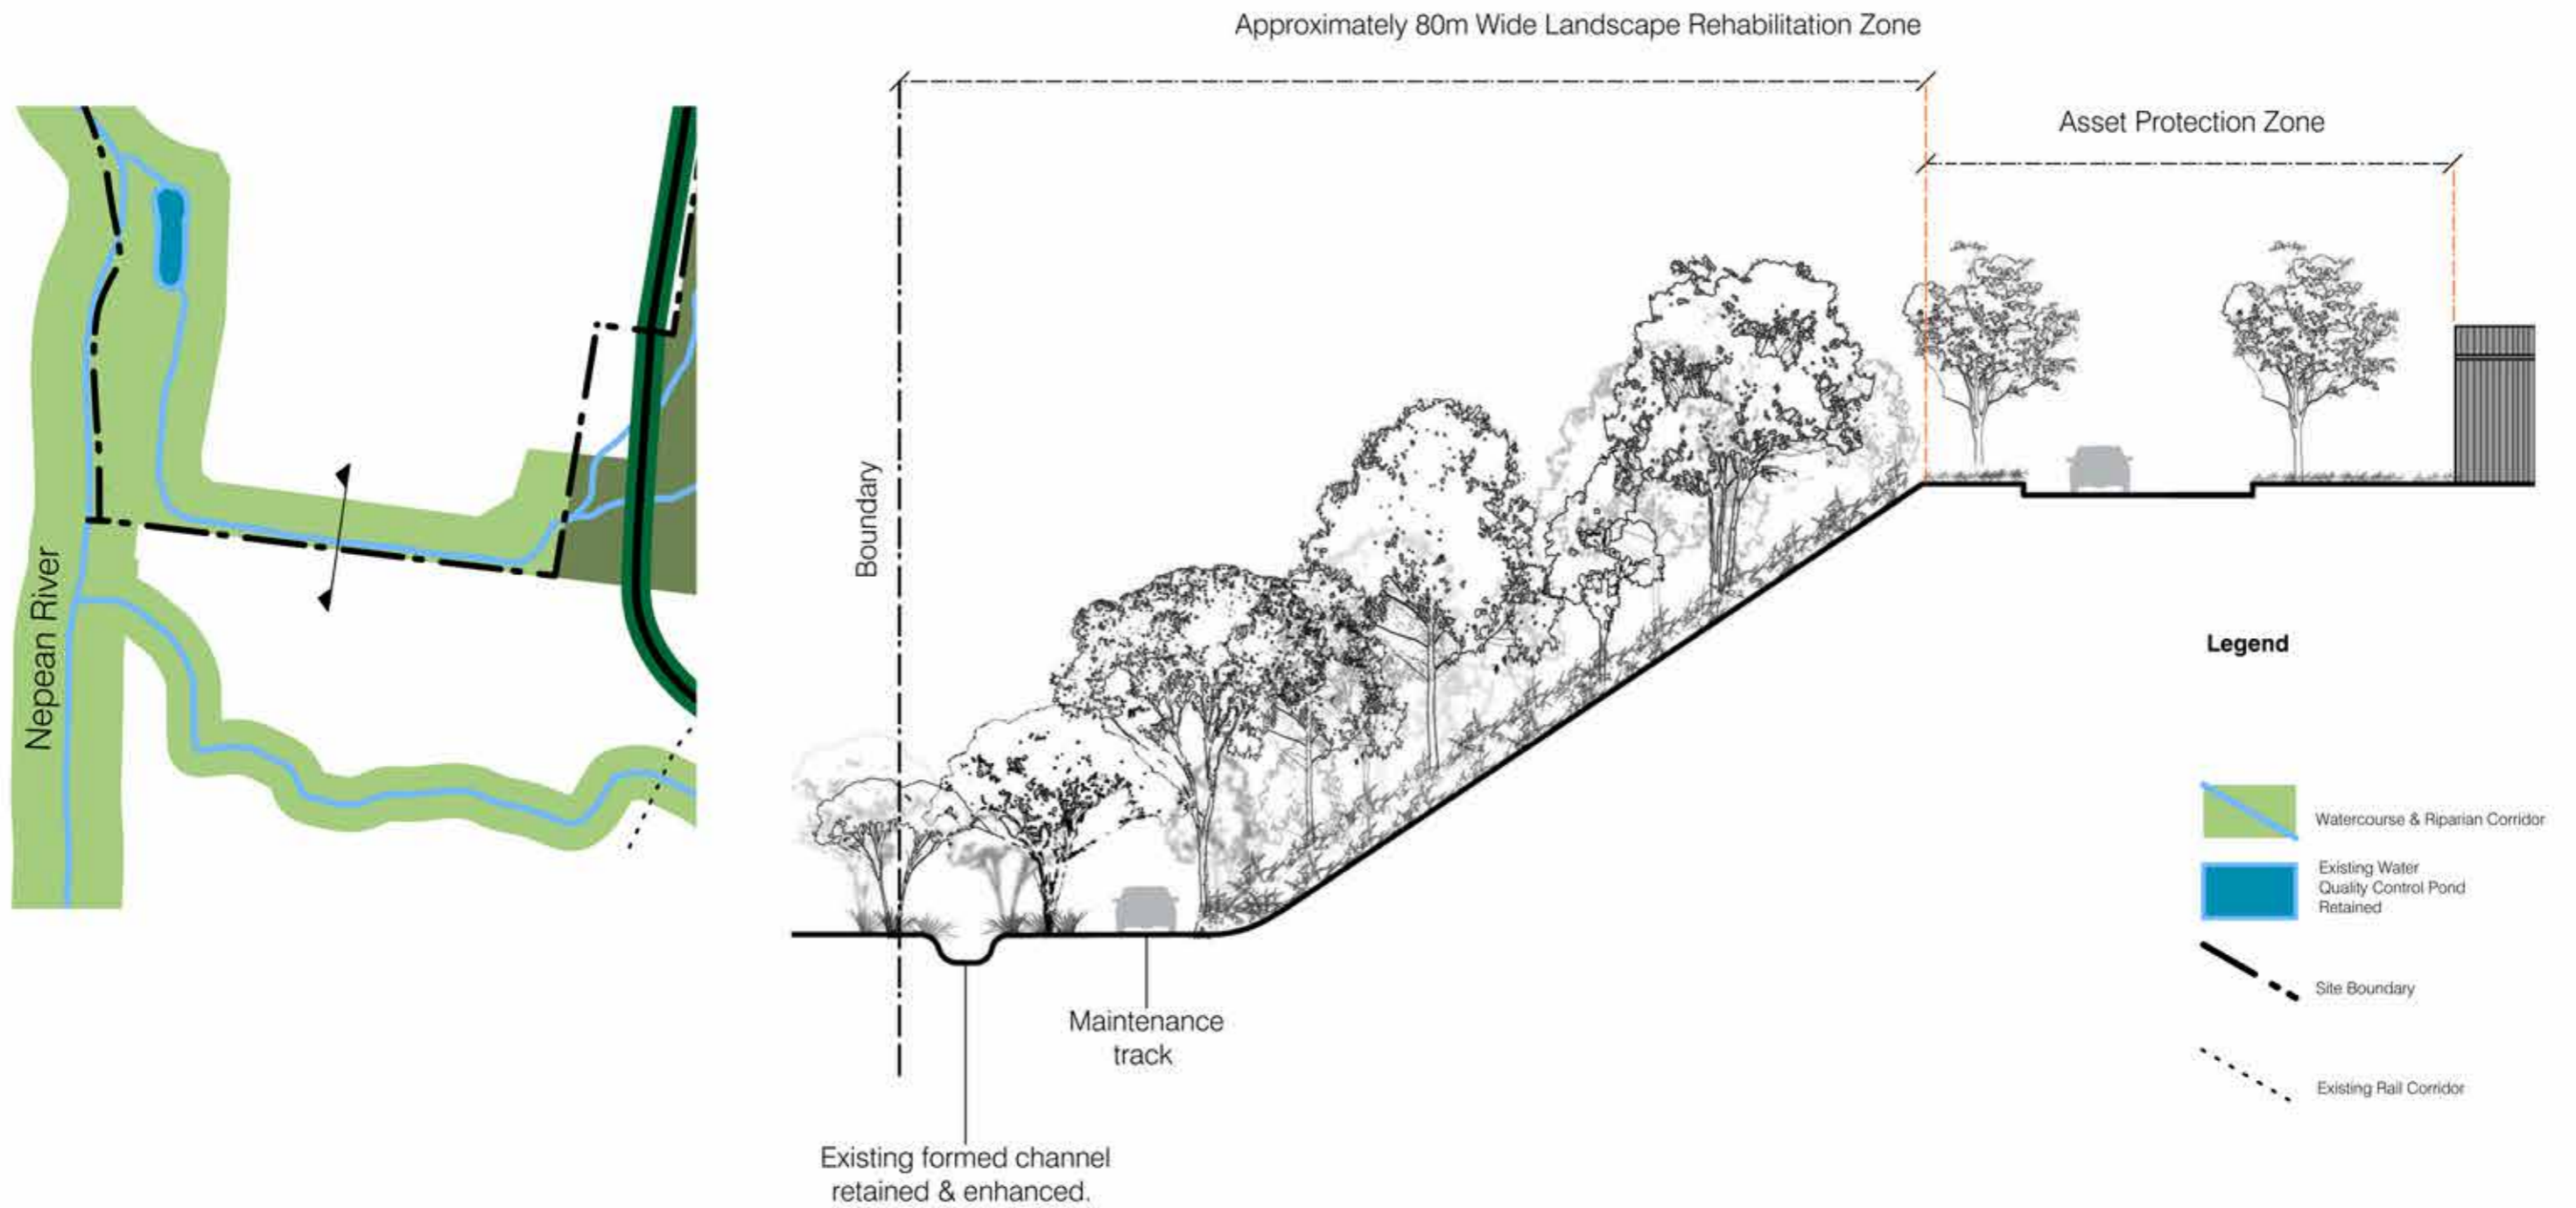 Approximately 80m Wide Landscape Rehabilitation Zone
Asset Protection Zone
Boundary
Nepean River
Maintenance
track
Existing formed channel
retained & enhanced.
Legend
Watercourse & Riparian Corridor
Existing Water
Quality Control Pond
Retained
Site Boundary
Existing Rail Corridor